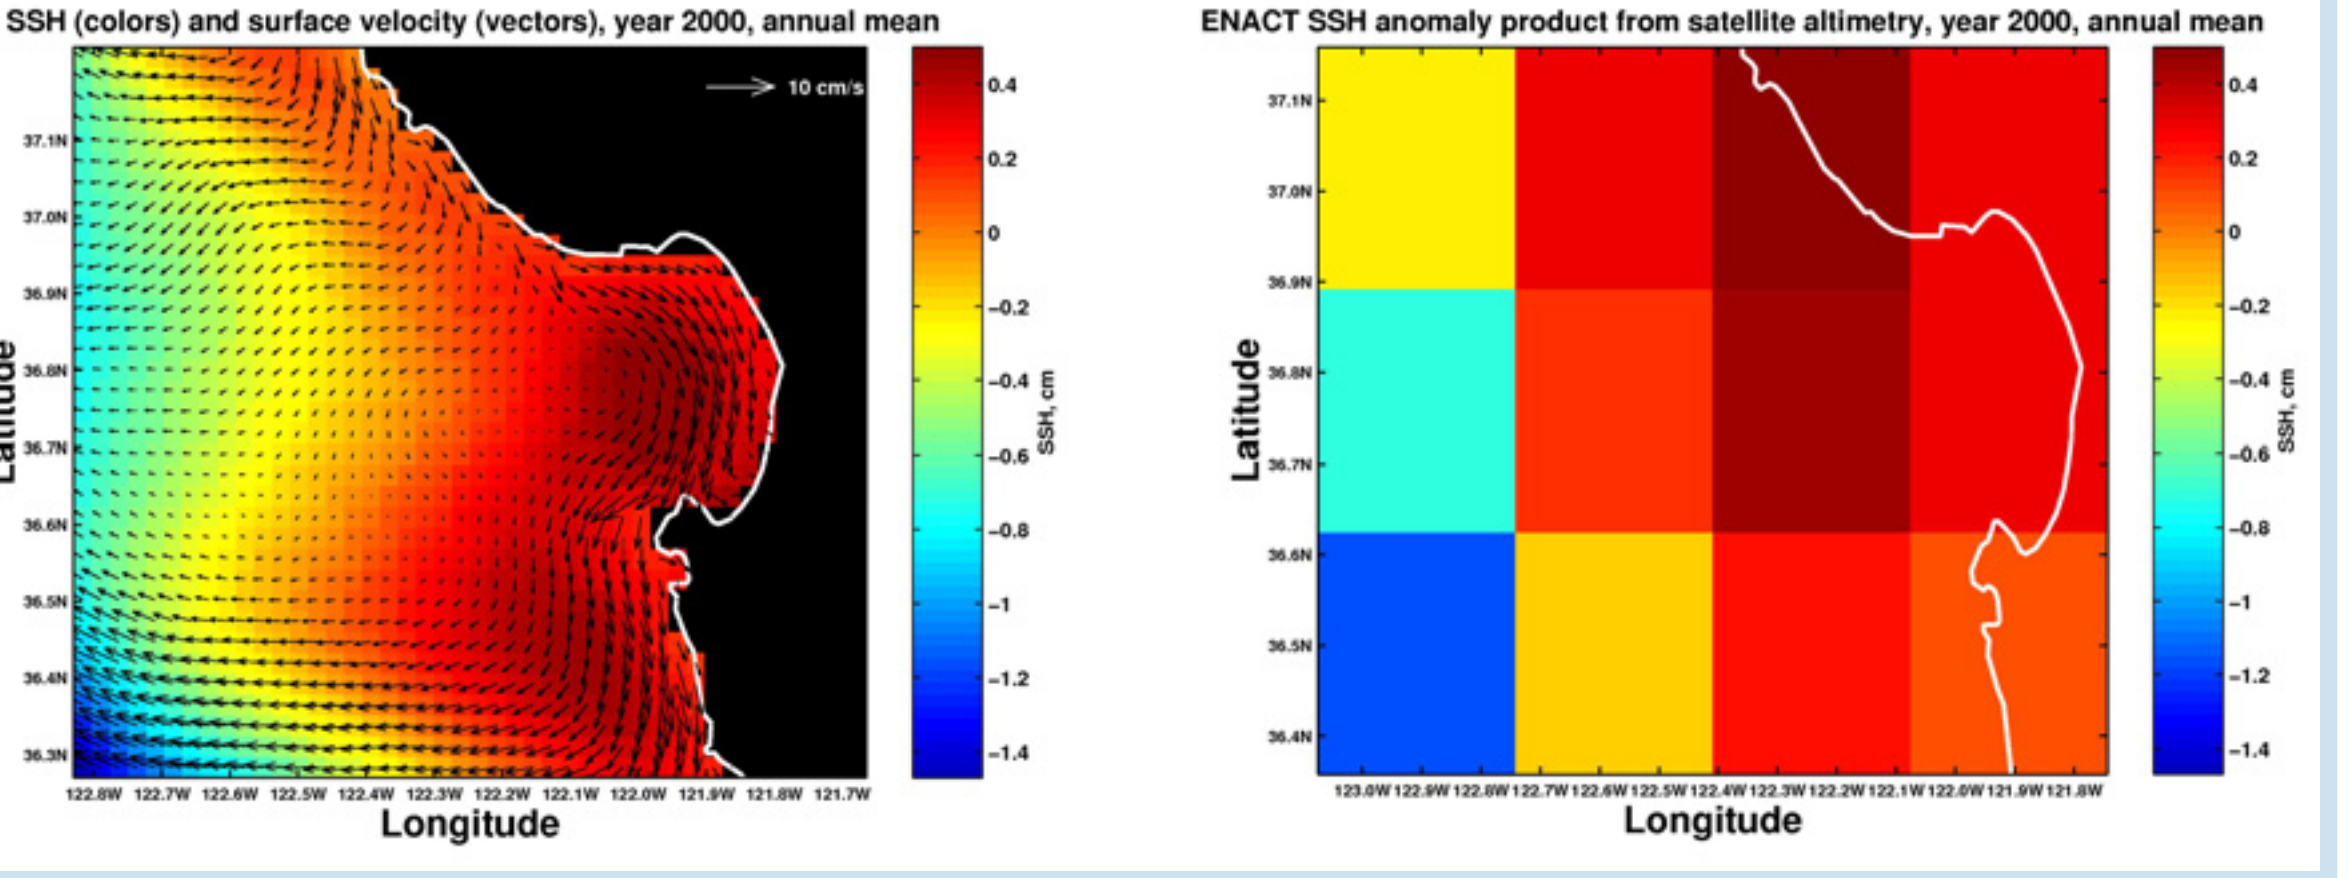 SSH (colors) and surface velocity (vectors), year 2000, annual mean
10 cm/s
37.1N
37.0N
36.9N
36.8N
36.7N
36.6N
36.5N
36.4N
36.3N
Latitude
122.8W 122.7W 122.6W 122.5W 122.4W 122.3W 122.2W 122.1W 122.0W 121.9W 121.8W 121.7W
Longitude
0.4
0.2
0
−0.2
−0.4
−0.6
−0.8
−1
−1.2
−1.4
SSH, cm
ENACT SSH anomaly product from satellite altimetry, year 2000, annual mean
37.1N
37.0N
36.9N
36.8N
36.7N
36.6N
36.5N
36.4N
Latitude
123.0W 122.9W 122.8W 122.7W 122.6W 122.5W 122.4W 122.3W 122.2W 122.1W 122.0W 121.9W 121.8W
Longitude
0.4
0.2
0
−0.2
−0.4
−0.6
−0.8
−1
−1.2
−1.4
SSH, cm